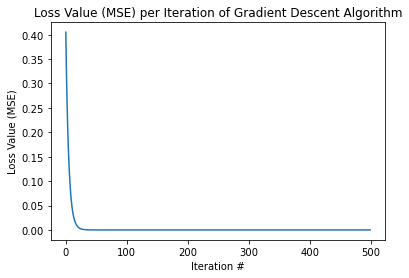 Loss Value (MSE) per Iteration of Gradient Descent Algorithm
0.40
0.35
0.30
0.25
0.20
0.15
0.10
0.05
0.00
Loss Value (MSE)
0 100 200 300 400 500
Iteration #